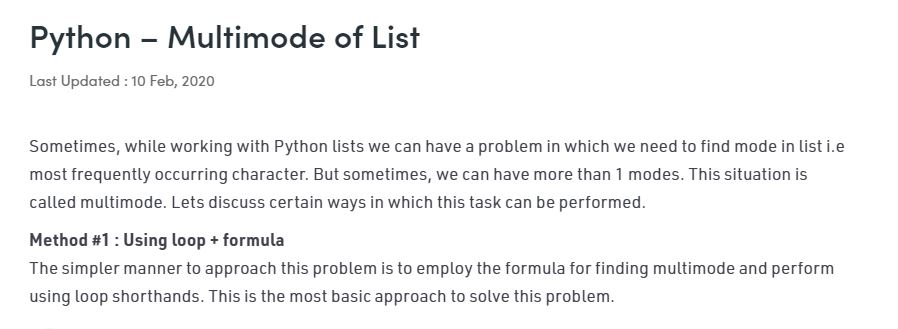 Python – Multimode of List
Last Updated : 10 Feb, 2020
Sometimes, while working with Python lists we can have a problem in which we need to find mode in list i.e
most frequently occurring character. But sometimes, we can have more than 1 modes. This situation is
called multimode. Lets discuss certain ways in which this task can be performed.
Method #1 : Using loop + formula
The simpler manner to approach this problem is to employ the formula for finding multimode and perform
using loop shorthands. This is the most basic approach to solve this problem.